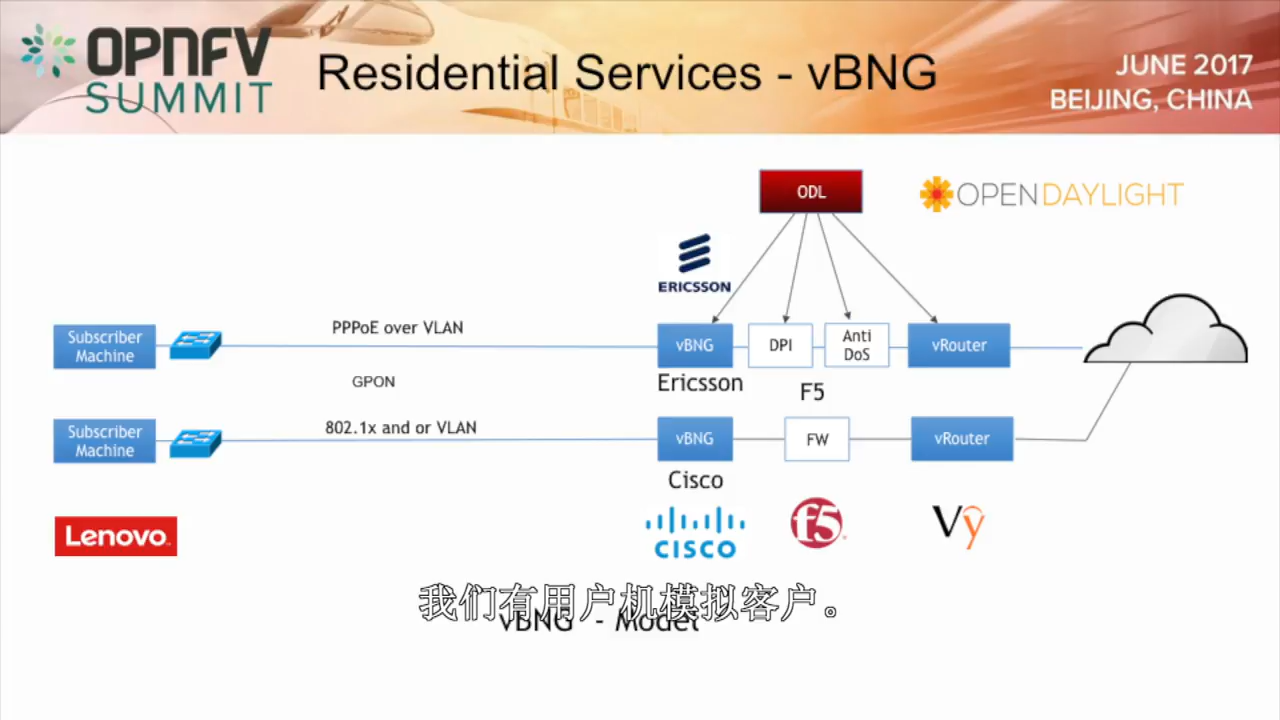 OPNFV
SUMMIT
Residential Services - vBNG
JUNE 2017
BEIJING, CHINA
ODL
OPENDAYLIGHT
ERICSSON
Subscriber
Machine
PPPoE over VLAN
vBNG
DPI
Anti
DoS
vRouter
Ericsson
F5
GPON
Subscriber
Machine
802.1x and or VLAN
vBNG
FW
vRouter
Cisco
Lenovo
CISCO
f5
Vy
我们有用户机模拟客户。
vBNG - Model